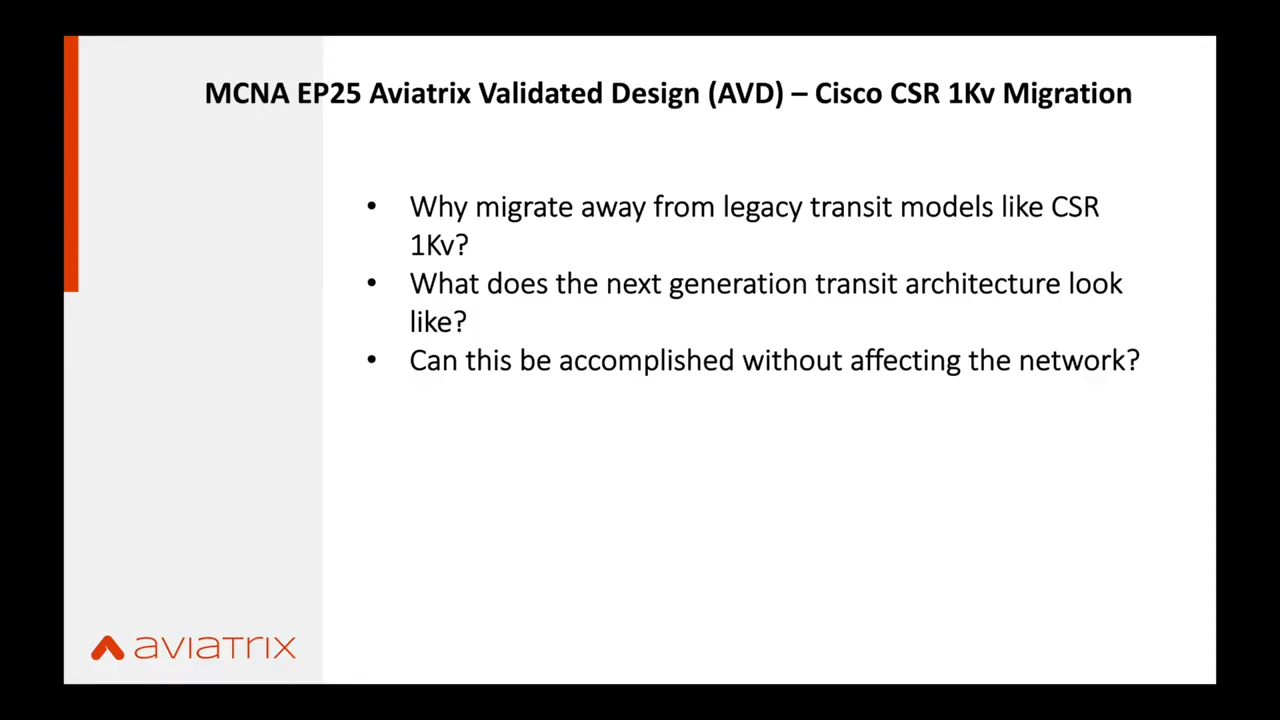 MCNA EP25 Aviatrix Validated Design (AVD) – Cisco CSR 1Kv Migration
• Why migrate away from legacy transit models like CSR
1Kv?
• What does the next generation transit architecture look
like?
• Can this be accomplished without affecting the network?
aviatrix